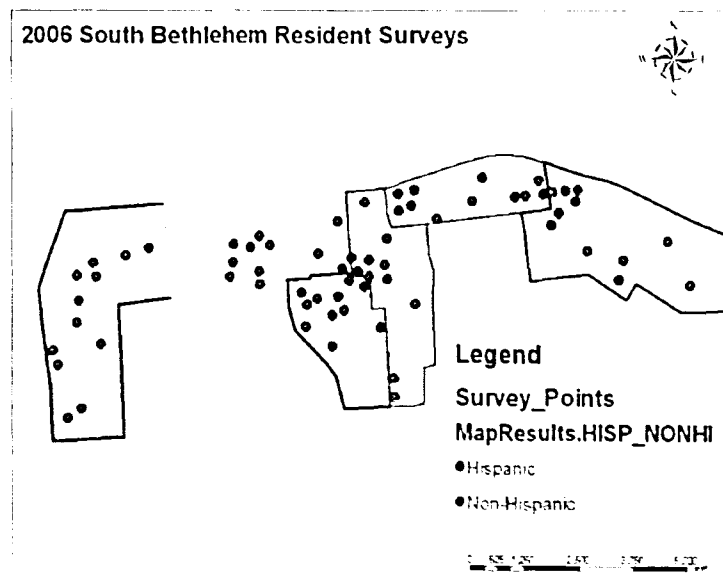 2006 South Bethlehem Resident Surveys
Legend
Survey_Points
MapResults.HISP_NONHI
Hispanic
Non-Hispanic